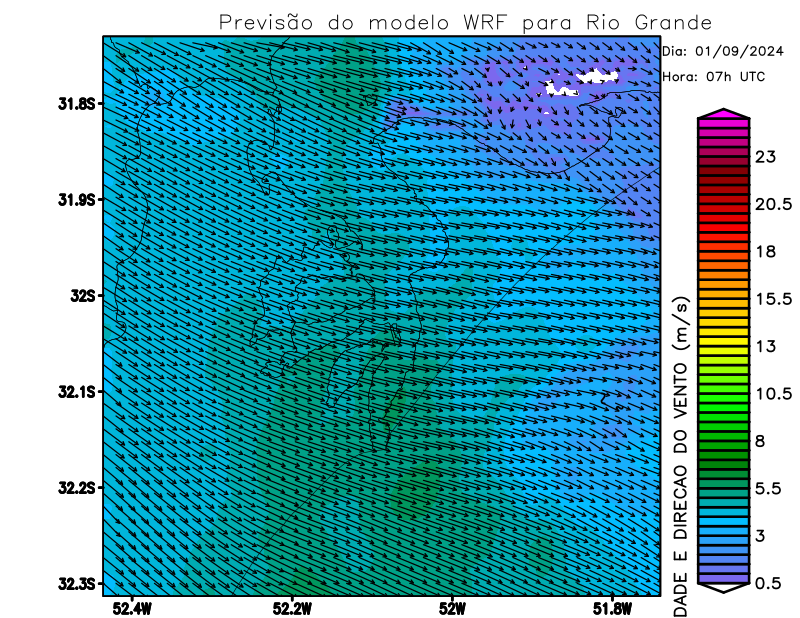 Previsão do modelo WRF para Rio Grande
Dia: 01/09/2024
Hora: 07h UTC
31.8S
31.9S
32S
32.1S
32.2S
32.3S
52.4W
52.2W
52W
51.8W
23
20.5
18
15.5
13
10.5
8
5.5
3
0.5
DADE E DIRECAO DO VENTO (m/s)